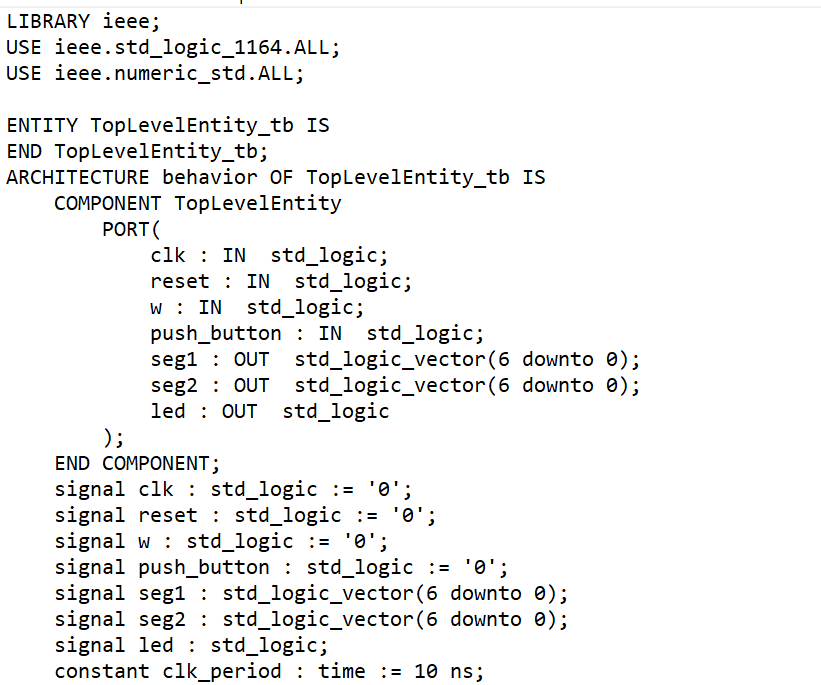 LIBRARY ieee;
USE ieee.std_logic_1164.ALL;
USE ieee.numeric_std.ALL;

ENTITY TopLevelEntity_tb IS
END TopLevelEntity_tb;
ARCHITECTURE behavior OF TopLevelEntity_tb IS
    COMPONENT TopLevelEntity
        PORT(
            clk : IN  std_logic;
            reset : IN  std_logic;
            w : IN  std_logic;
            push_button : IN  std_logic;
            seg1 : OUT  std_logic_vector(6 downto 0);
            seg2 : OUT  std_logic_vector(6 downto 0);
            led : OUT  std_logic
        );
    END COMPONENT;
    signal clk : std_logic := '0';
    signal reset : std_logic := '0';
    signal w : std_logic := '0';
    signal push_button : std_logic := '0';
    signal seg1 : std_logic_vector(6 downto 0);
    signal seg2 : std_logic_vector(6 downto 0);
    signal led : std_logic;
    constant clk_period : time := 10 ns;